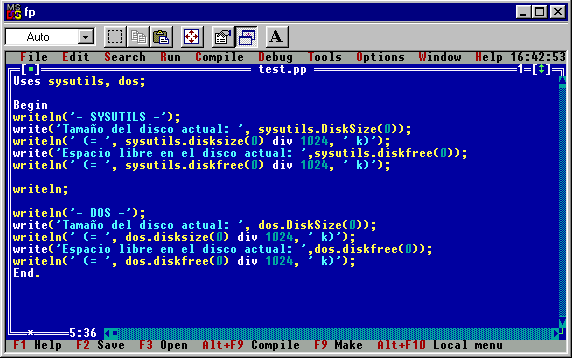 MS
DOS fp
Auto A
File Edit Search Run Compile Debug Tools Options Window Help 16:42:53
test.pp 1
Uses sysutils, dos;
Begin
writeln('- SYSUTILS -');
write('Tamaño del disco actual: ', sysutils.DiskSize(0));
writeln(' (= ', sysutils.disksize(0) div 1024, ' k)');
write('Espacio libre en el disco actual: ',sysutils.diskfree(0));
writeln(' (= ', sysutils.diskfree(0) div 1024, ' k)');
writeln;
writeln('- DOS -');
write('Tamaño del disco actual: ', dos.DiskSize(0));
writeln(' (= ', dos.disksize(0) div 1024, ' k)');
write('Espacio libre en el disco actual: ',dos.diskfree(0));
writeln(' (= ', dos.diskfree(0) div 1024, ' k)');
End.
* 5:36
F1 Help F2 Save F3 Open Alt+F9 Compile F9 Make Alt+F10 Local menu